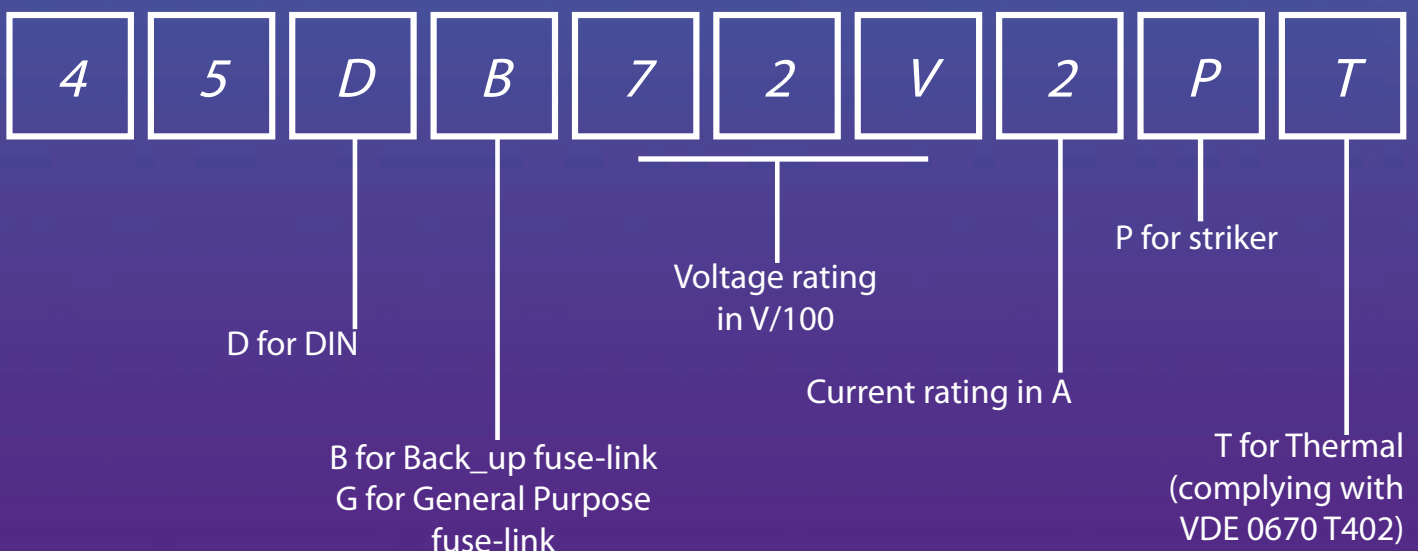 4 5 D B 7 2 V 2 P T
P for striker
Voltage rating
in V/100
D for DIN
Current rating in A
B for Back_up fuse-link
G for General Purpose
fuse-link
T for Thermal
(complying with
VDE 0670 T402)